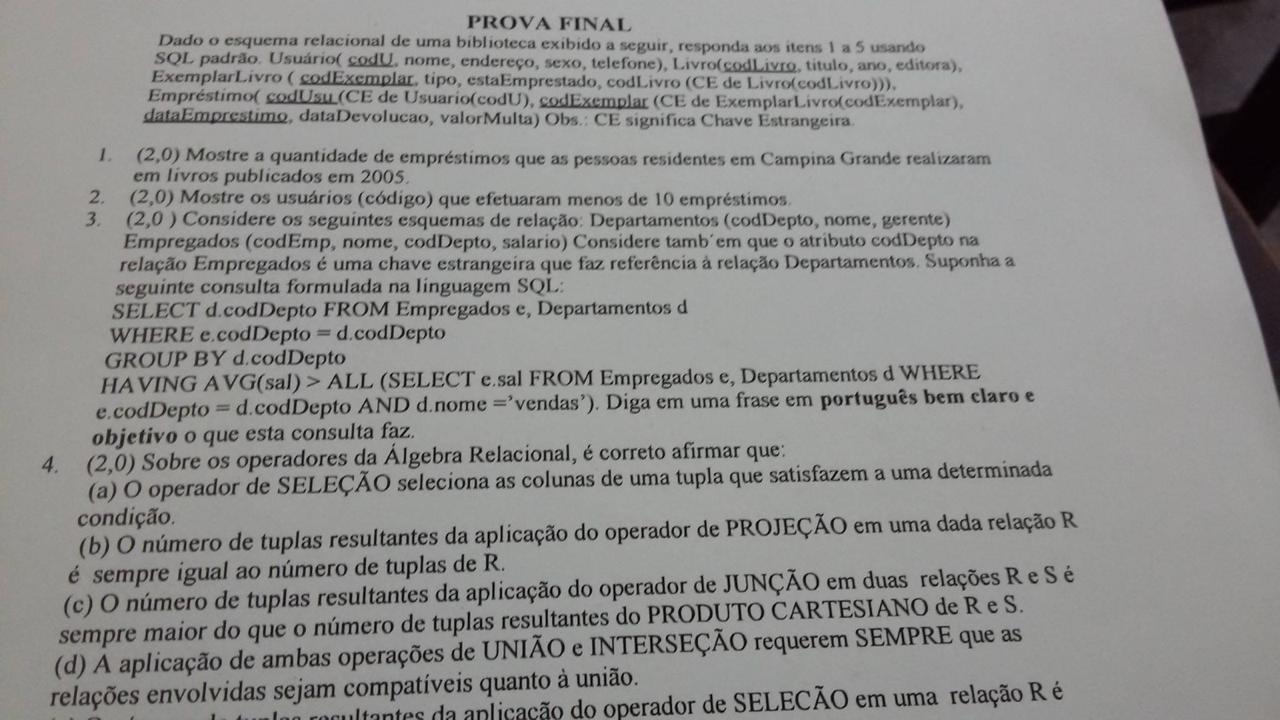 PROVA FINAL
Dado o esquema relacional de uma biblioteca exibido a seguir, responda aos itens 1 a 5 usando
SQL padrão. Usuário( codU, nome, endereço, sexo, telefone), Livro(codLivro, titulo, ano, editora),
ExemplarLivro ( codExemplar, tipo, estaEmprestado, codLivro (CE de Livro(codLivro))),
Empréstimo( codUsu (CE de Usuario(codU), codExemplar (CE de ExemplarLivro(codExemplar),
dataEmprestimo, dataDevolucao, valorMulta) Obs.: CE significa Chave Estrangeira.
1. (2,0) Mostre a quantidade de empréstimos que as pessoas residentes em Campina Grande realizaram
em livros publicados em 2005.
2. (2,0) Mostre os usuários (código) que efetuaram menos de 10 empréstimos.
3. (2,0 ) Considere os seguintes esquemas de relação: Departamentos (codDepto, nome, gerente)
Empregados (codEmp, nome, codDepto, salario) Considere tamb´em que o atributo codDepto na
relação Empregados é uma chave estrangeira que faz referência à relação Departamentos. Suponha a
seguinte consulta formulada na linguagem SQL:
SELECT d.codDepto FROM Empregados e, Departamentos d
WHERE e.codDepto = d.codDepto
GROUP BY d.codDepto
HAVING AVG(sal) > ALL (SELECT e.sal FROM Empregados e, Departamentos d WHERE
e.codDepto = d.codDepto AND d.nome =’vendas’). Diga em uma frase em português bem claro e
objetivo o que esta consulta faz.
4. (2,0) Sobre os operadores da Álgebra Relacional, é correto afirmar que:
(a) O operador de SELEÇÃO seleciona as colunas de uma tupla que satisfazem a uma determinada
condição.
(b) O número de tuplas resultantes da aplicação do operador de PROJEÇÃO em uma dada relação R
é sempre igual ao número de tuplas de R.
(c) O número de tuplas resultantes da aplicação do operador de JUNÇÃO em duas relações R e S é
sempre maior do que o número de tuplas resultantes do PRODUTO CARTESIANO de R e S.
(d) A aplicação de ambas operações de UNIÃO e INTERSEÇÃO requerem SEMPRE que as
relações envolvidas sejam compatíveis quanto à união.
tuplas resultantes da aplicação do operador de SELEÇÃO em uma relação R é